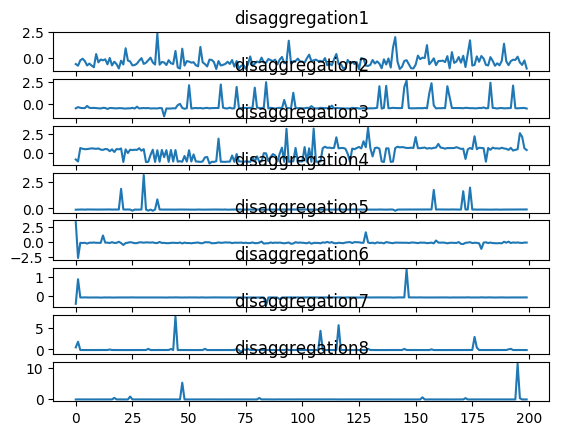 disaggregation1
2.5
0.0
disaggregation2
2.5
0.0
disaggregation3
2.5
0.0
disaggregation4
2.5
0.0
disaggregation5
2.5
0.0
−2.5
disaggregation6
1
0
disaggregation7
5
0
disaggregation8
10
0
0 25 50 75 100 125 150 175 200